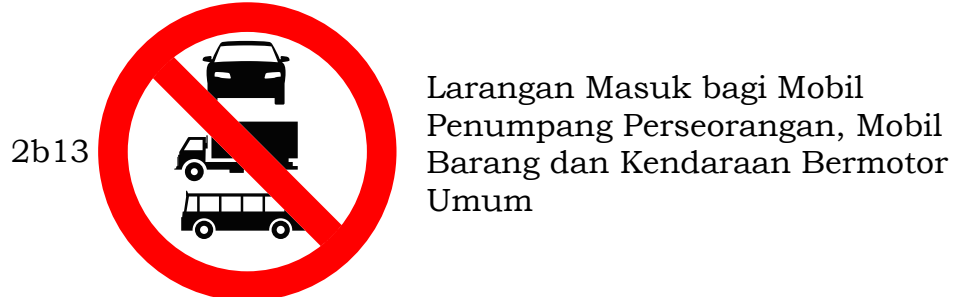 2b13
Larangan Masuk bagi Mobil
Penumpang Perseorangan, Mobil
Barang dan Kendaraan Bermotor
Umum